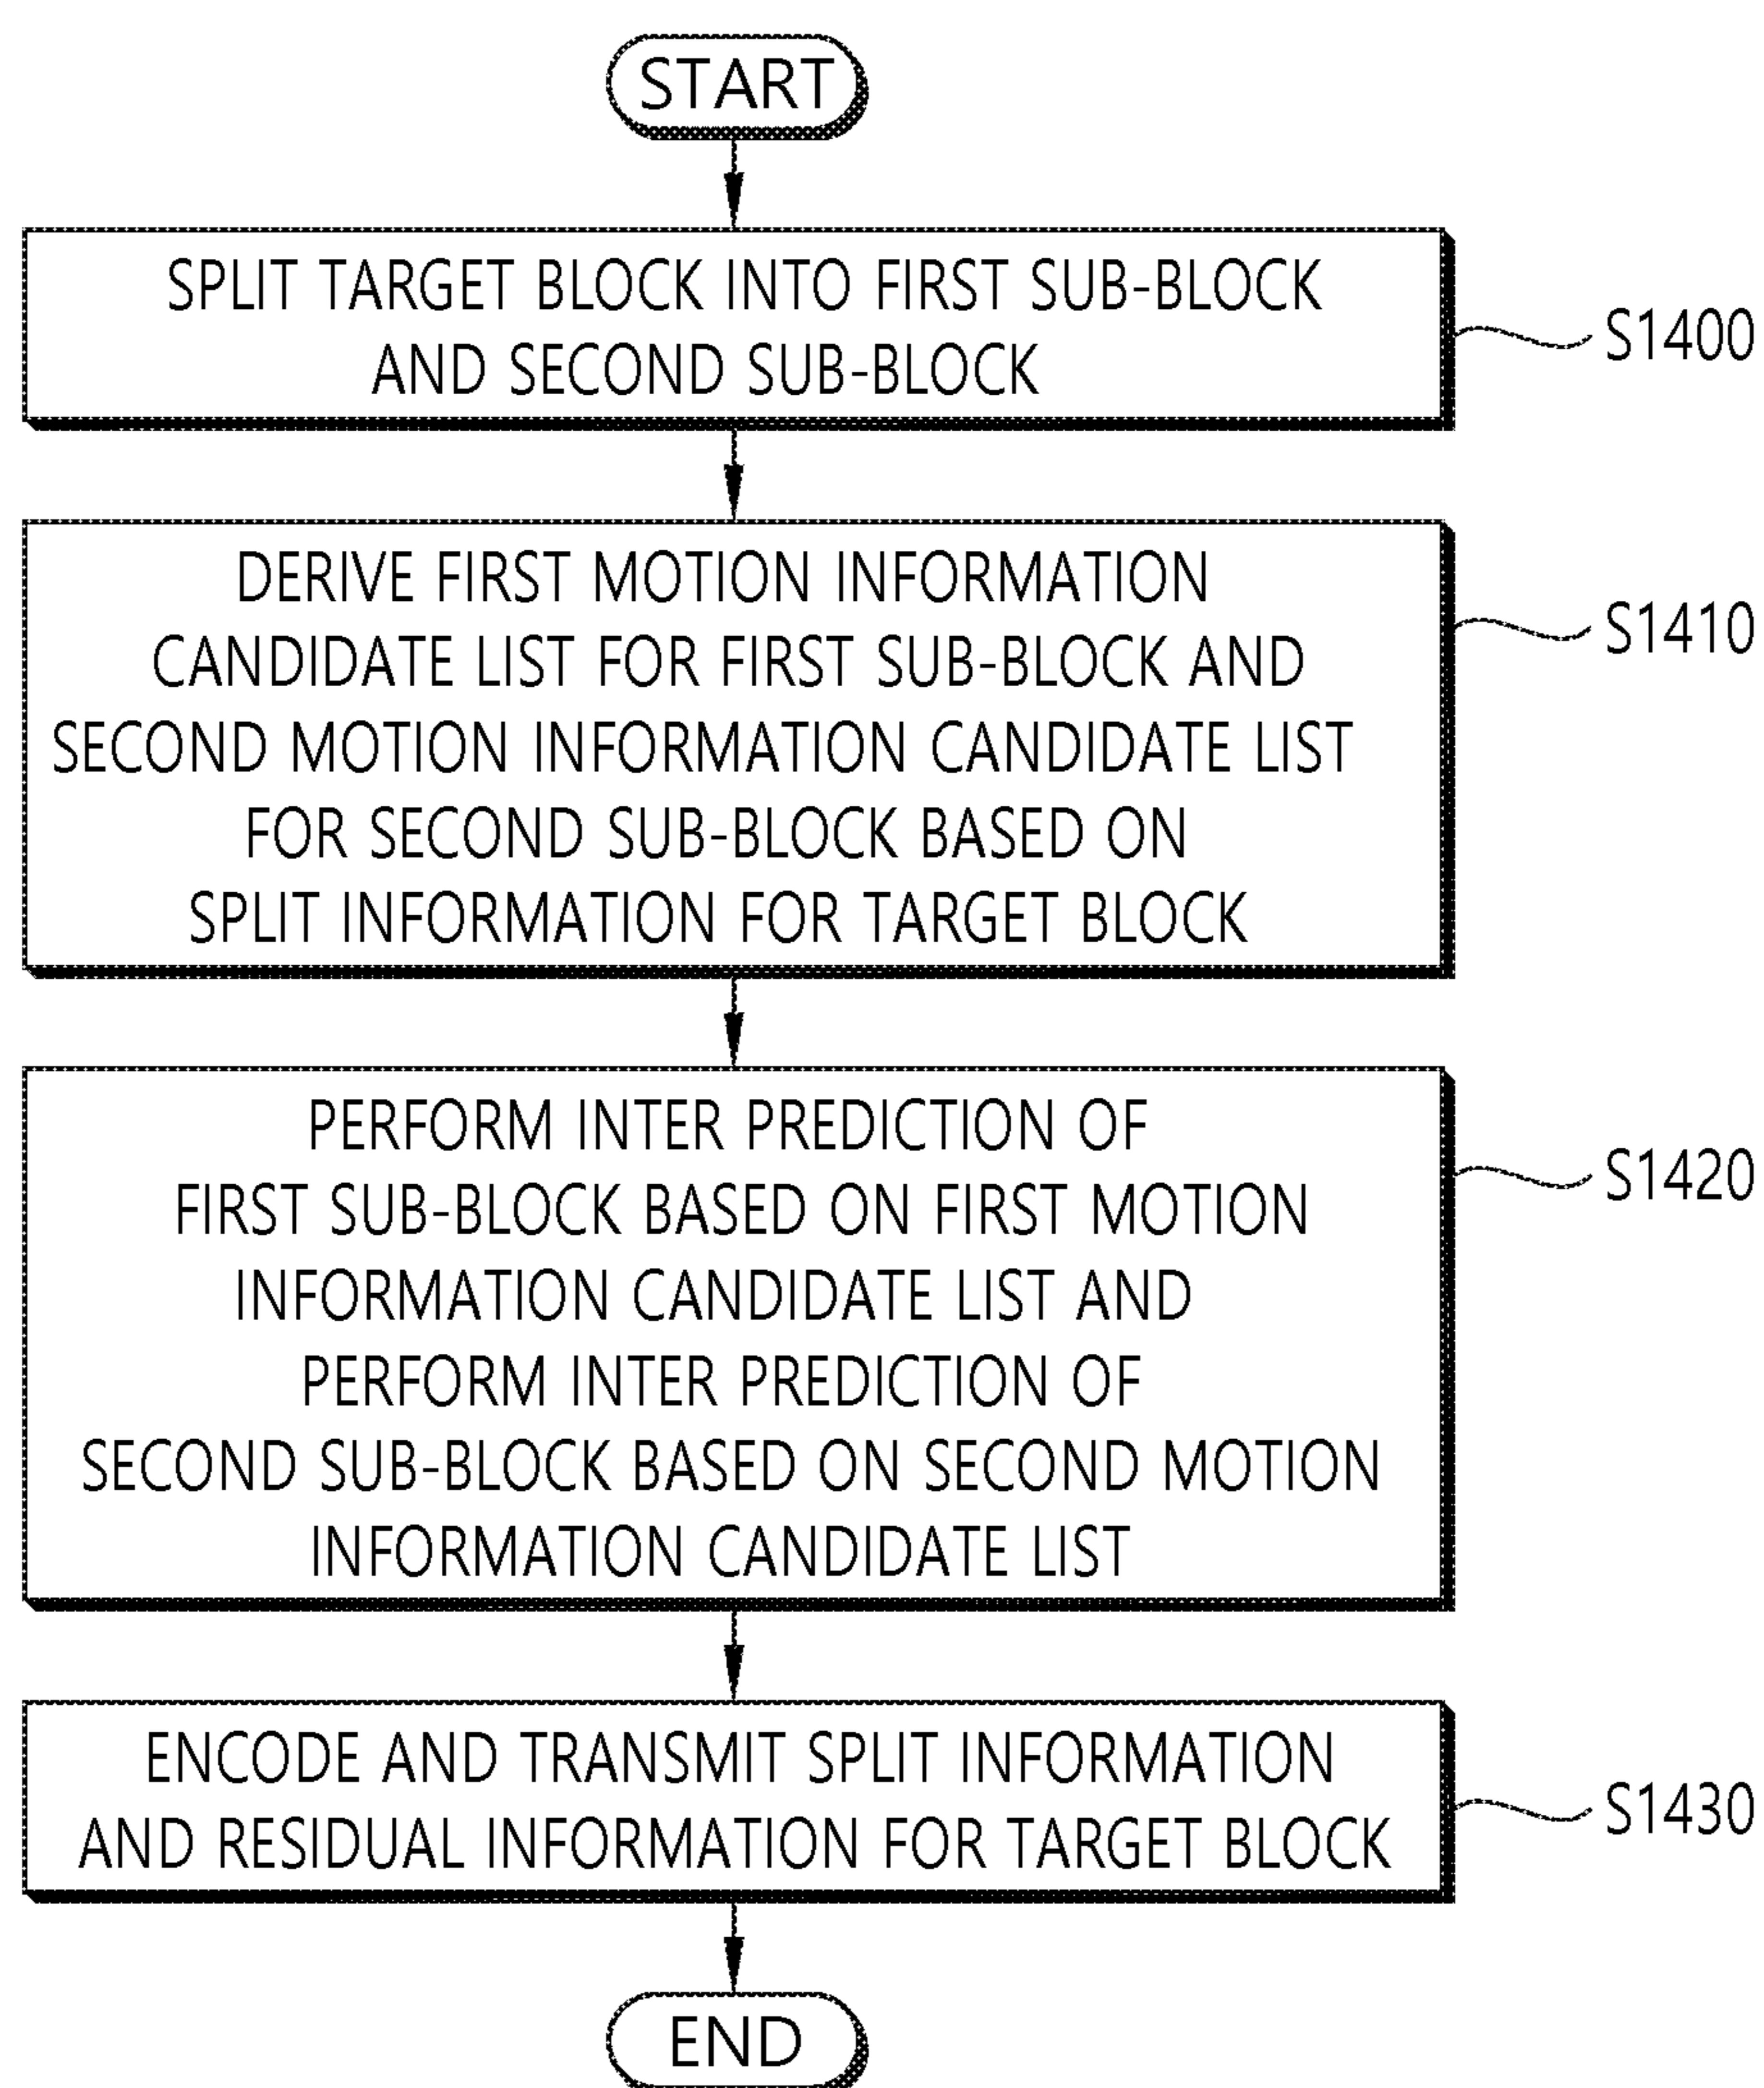 START
SPLIT TARGET BLOCK INTO FIRST SUB-BLOCK
AND SECOND SUB-BLOCK
S1400
DERIVE FIRST MOTION INFORMATION
CANDIDATE LIST FOR FIRST SUB-BLOCK AND
SECOND MOTION INFORMATION CANDIDATE LIST
FOR SECOND SUB-BLOCK BASED ON
SPLIT INFORMATION FOR TARGET BLOCK
S1410
PERFORM INTER PREDICTION OF
FIRST SUB-BLOCK BASED ON FIRST MOTION
INFORMATION CANDIDATE LIST AND
PERFORM INTER PREDICTION OF
SECOND SUB-BLOCK BASED ON SECOND MOTION
INFORMATION CANDIDATE LIST
S1420
ENCODE AND TRANSMIT SPLIT INFORMATION
AND RESIDUAL INFORMATION FOR TARGET BLOCK
S1430
END